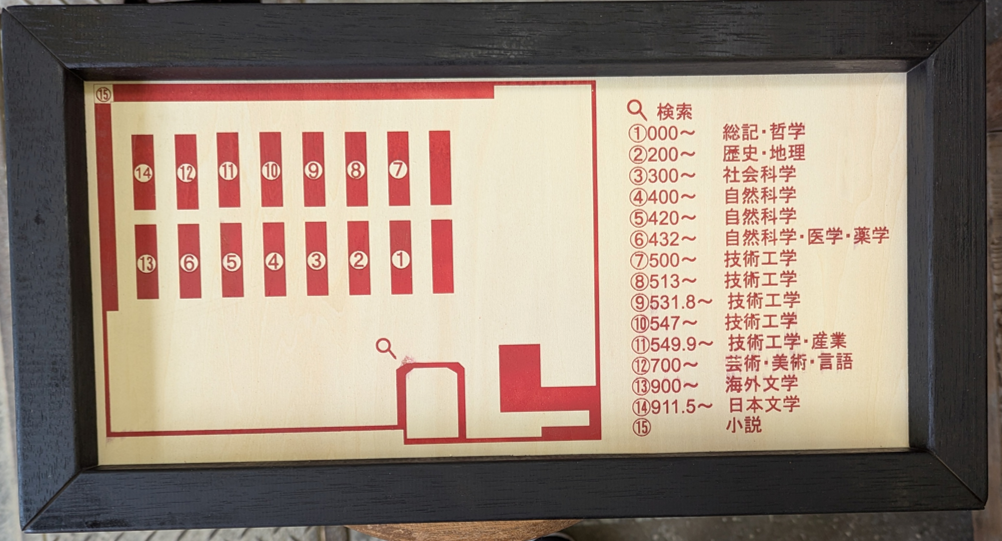 ⑮
⑭ ⑫ ⑪ ⑩ ⑨ ⑧ ⑦
⑬ ⑥ ⑤ ④ ③ ② ①
検索
①000～ 総記・哲学
②200～ 歴史・地理
③300～ 社会科学
④400～ 自然科学
⑤420～ 自然科学
⑥432～ 自然科学・医学・薬学
⑦500～ 技術工学
⑧513～ 技術工学
⑨531.8～ 技術工学
⑩547～ 技術工学
⑪549.9～ 技術工学・産業
⑫700～ 芸術・美術・言語
⑬900～ 海外文学
⑭911.5～ 日本文学
⑮ 小説